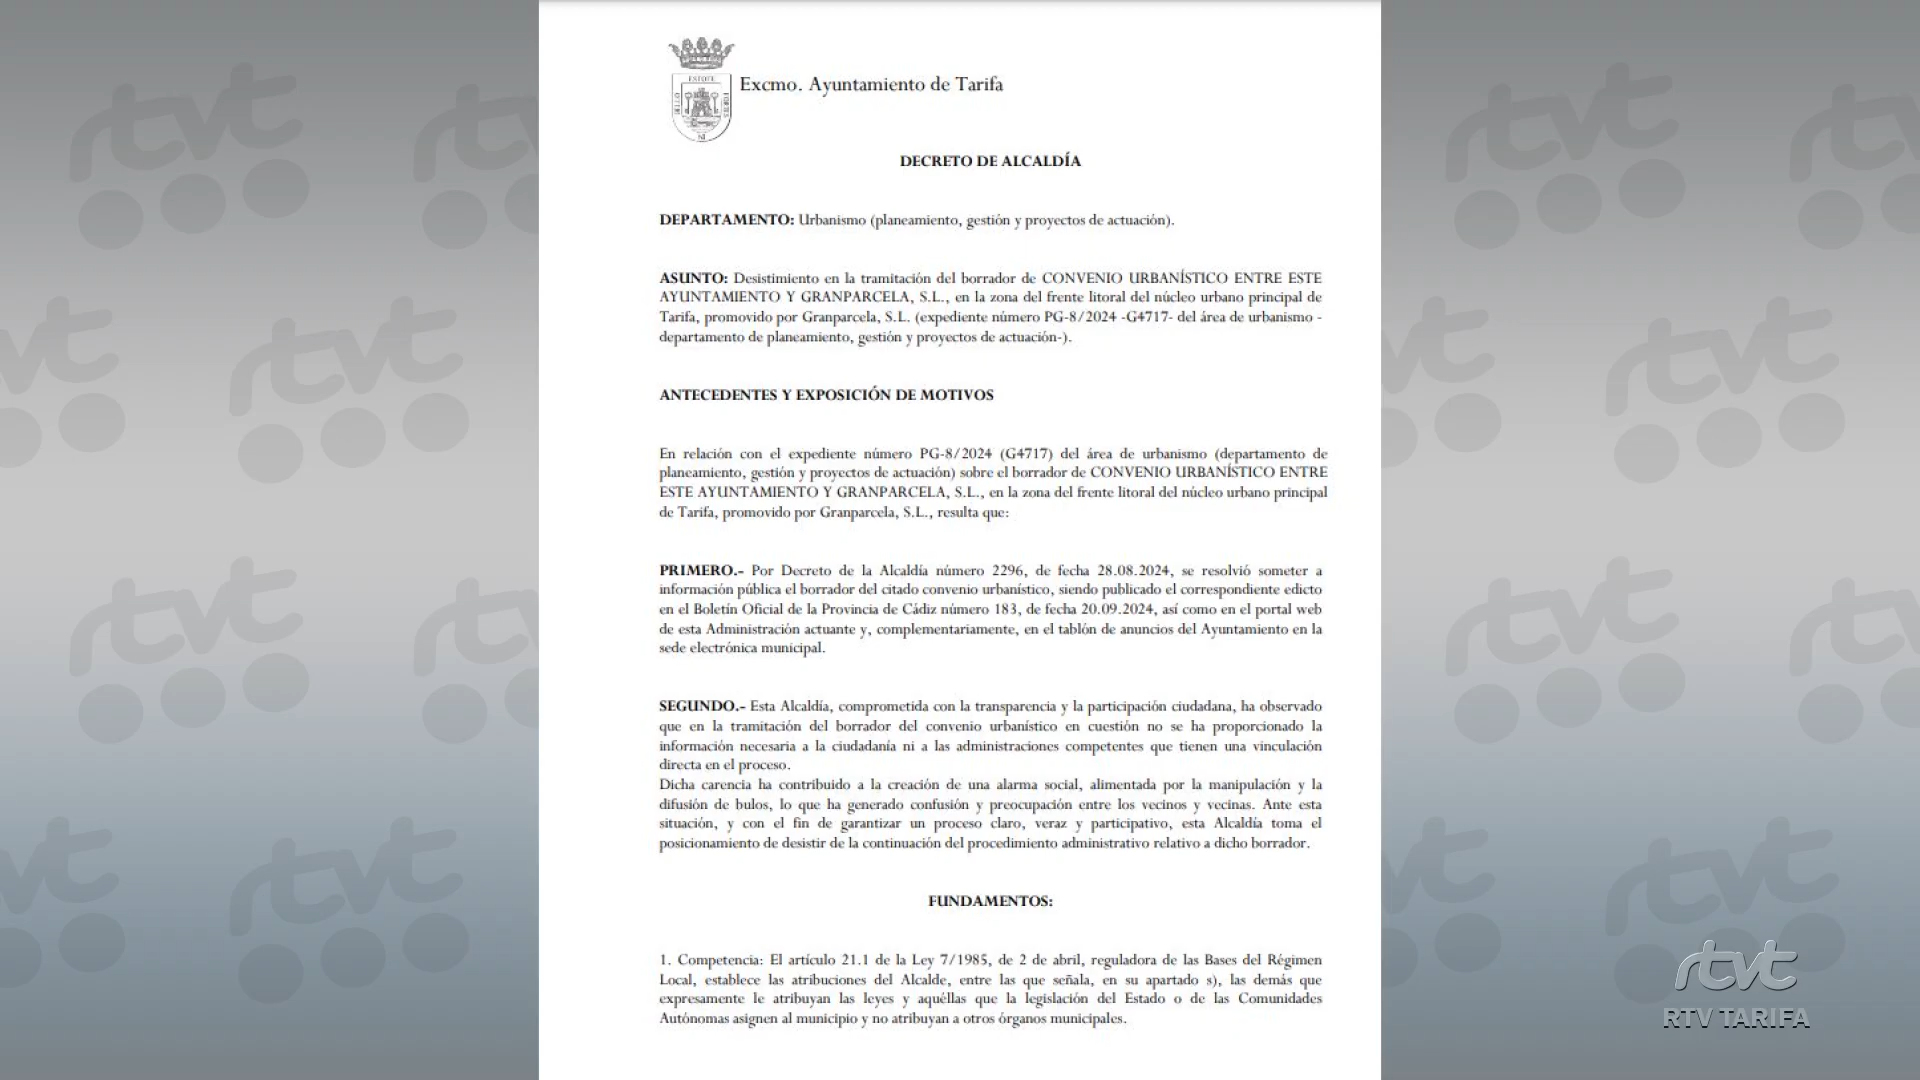 Excmo. Ayuntamiento de Tarifa
DECRETO DE ALCALDÍA
DEPARTAMENTO: Urbanismo (planeamiento, gestión y proyectos de actuación).
ASUNTO: Desistimiento en la tramitación del borrador de CONVENIO URBANÍSTICO ENTRE ESTE
AYUNTAMIENTO Y GRANPARCELA, S.L., en la zona del frente litoral del núcleo urbano principal de
Tarifa, promovido por Granparcela, S.L. (expediente número PG-8/2024 -G4717- del área de urbanismo -
departamento de planeamiento, gestión y proyectos de actuación-).
ANTECEDENTES Y EXPOSICIÓN DE MOTIVOS
En relación con el expediente número PG-8/2024 (G4717) del área de urbanismo (departamento de
planeamiento, gestión y proyectos de actuación) sobre el borrador de CONVENIO URBANÍSTICO ENTRE
ESTE AYUNTAMIENTO Y GRANPARCELA, S.L., en la zona del frente litoral del núcleo urbano principal
de Tarifa, promovido por Granparcela, S.L., resulta que:
PRIMERO.- Por Decreto de la Alcaldía número 2296, de fecha 28.08.2024, se resolvió someter a
información pública el borrador del citado convenio urbanístico, siendo publicado el correspondiente edicto
en el Boletín Oficial de la Provincia de Cádiz número 183, de fecha 20.09.2024, así como en el portal web
de esta Administración actuante y, complementariamente, en el tablón de anuncios del Ayuntamiento en la
sede electrónica municipal.
SEGUNDO.- Esta Alcaldía, comprometida con la transparencia y la participación ciudadana, ha observado
que en la tramitación del borrador del convenio urbanístico en cuestión no se ha proporcionado la
información necesaria a la ciudadanía ni a las administraciones competentes que tienen una vinculación
directa en el proceso.
Dicha carencia ha contribuido a la creación de una alarma social, alimentada por la manipulación y la
difusión de bulos, lo que ha generado confusión y preocupación entre los vecinos y vecinas. Ante esta
situación, y con el fin de garantizar un proceso claro, veraz y participativo, esta Alcaldía toma el
posicionamiento de desistir de la continuación del procedimiento administrativo relativo a dicho borrador.
FUNDAMENTOS:
1. Competencia: El artículo 21.1 de la Ley 7/1985, de 2 de abril, reguladora de las Bases del Régimen
Local, establece las atribuciones del Alcalde, entre las que señala, en su apartado s), las demás que
expresamente le atribuyan las leyes y aquéllas que la legislación del Estado o de las Comunidades
Autónomas asignen al municipio y no atribuyan a otros órganos municipales.
rtvt
RTV TARIFA